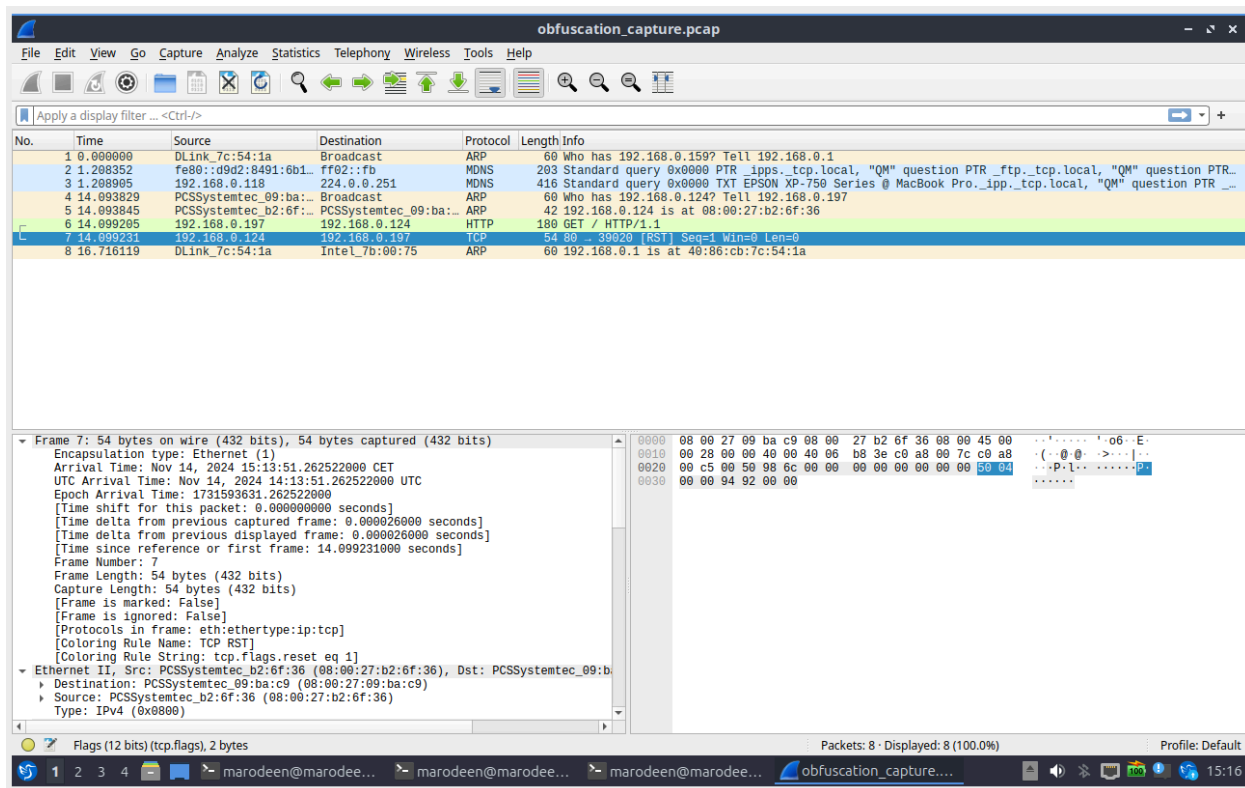 obfuscation_capture.pcap
File Edit View Go Capture Analyze Statistics Telephony Wireless Tools Help
Apply a display filter ... <Ctrl-/>
No. Time Source Destination Protocol Length Info
1 0.000000 DLink_7c:54:1a Broadcast ARP 60 Who has 192.168.0.159? Tell 192.168.0.1
2 1.208352 fe80::d9d2:8491:6b1… ff02::fb MDNS 203 Standard query 0x0000 PTR _ipps._tcp.local, "QM" question PTR _ftp._tcp.local, "QM" question PTR…
3 1.208905 192.168.0.118 224.0.0.251 MDNS 416 Standard query 0x0000 TXT EPSON XP-750 Series @ MacBook Pro._ipp._tcp.local, "QM" question PTR _…
4 14.093829 PCSSystemtec_09:ba:… Broadcast ARP 60 Who has 192.168.0.124? Tell 192.168.0.197
5 14.093845 PCSSystemtec_b2:6f:… PCSSystemtec_09:ba:… ARP 42 192.168.0.124 is at 08:00:27:b2:6f:36
6 14.099205 192.168.0.197 192.168.0.124 HTTP 180 GET / HTTP/1.1
7 14.099231 192.168.0.124 192.168.0.197 TCP 54 80 → 39020 [RST] Seq=1 Win=0 Len=0
8 16.716119 DLink_7c:54:1a Intel_7b:00:75 ARP 60 192.168.0.1 is at 40:86:cb:7c:54:1a
Frame 7: 54 bytes on wire (432 bits), 54 bytes captured (432 bits)
Encapsulation type: Ethernet (1)
Arrival Time: Nov 14, 2024 15:13:51.262522000 CET
UTC Arrival Time: Nov 14, 2024 14:13:51.262522000 UTC
Epoch Arrival Time: 1731593631.262522000
[Time shift for this packet: 0.000000000 seconds]
[Time delta from previous captured frame: 0.000026000 seconds]
[Time delta from previous displayed frame: 0.000026000 seconds]
[Time since reference or first frame: 14.099231000 seconds]
Frame Number: 7
Frame Length: 54 bytes (432 bits)
Capture Length: 54 bytes (432 bits)
[Frame is marked: False]
[Frame is ignored: False]
[Protocols in frame: eth:ethertype:ip:tcp]
[Coloring Rule Name: TCP RST]
[Coloring Rule String: tcp.flags.reset eq 1]
Ethernet II, Src: PCSSystemtec_b2:6f:36 (08:00:27:b2:6f:36), Dst: PCSSystemtec_09:b
Destination: PCSSystemtec_09:ba:c9 (08:00:27:09:ba:c9)
Source: PCSSystemtec_b2:6f:36 (08:00:27:b2:6f:36)
Type: IPv4 (0x0800)
0000 08 00 27 09 ba c9 08 00 27 b2 6f 36 08 00 45 00 ··'····· '·o6··E·
0010 00 28 00 00 40 00 40 06 b8 3e c0 a8 00 7c c0 a8 ·(··@·@· ·>···|··
0020 00 c5 00 50 98 6c 00 00 00 00 00 00 00 00 50 04 ···P·l·· ······P·
0030 00 00 94 92 00 00 ······
Flags (12 bits) (tcp.flags), 2 bytes Packets: 8 · Displayed: 8 (100.0%) Profile: Default
1 2 3 4 marodeen@marodee... marodeen@marodee... marodeen@marodee... obfuscation_capture.... 100 15:16